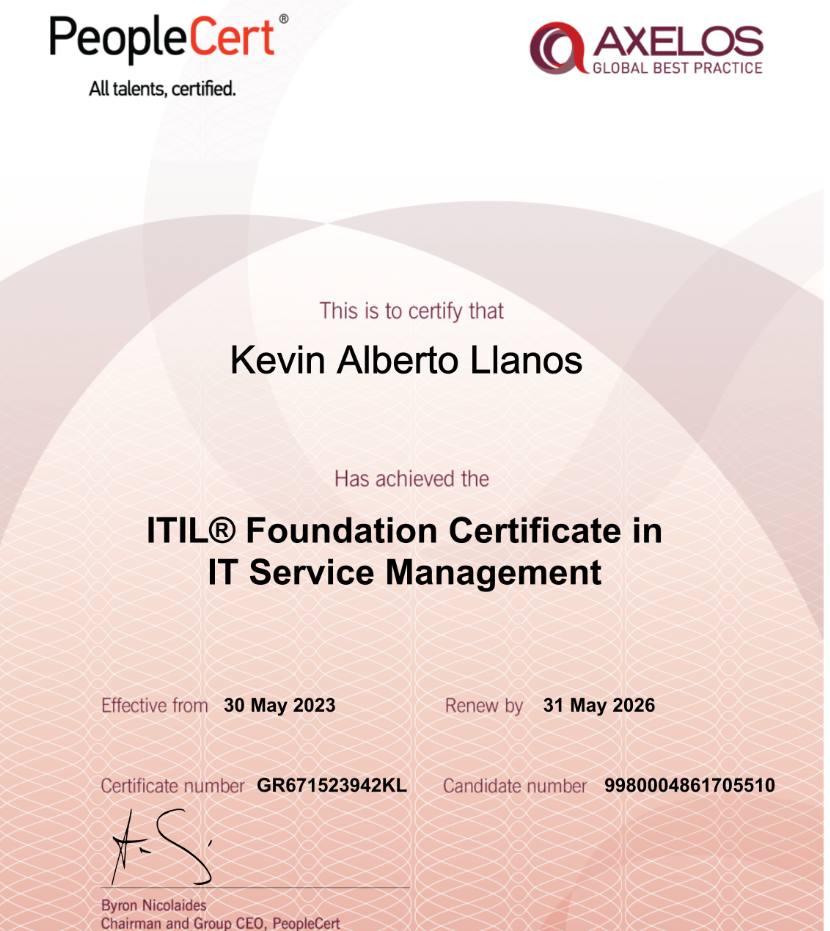 PeopleCert®
All talents, certified.
AXELOS
GLOBAL BEST PRACTICE
This is to certify that
Kevin Alberto Llanos
Has achieved the
ITIL® Foundation Certificate in
IT Service Management
Effective from 30 May 2023
Renew by 31 May 2026
Certificate number GR671523942KL
Candidate number 9980004861705510
Byron Nicolaides
Chairman and Group CEO, PeopleCert